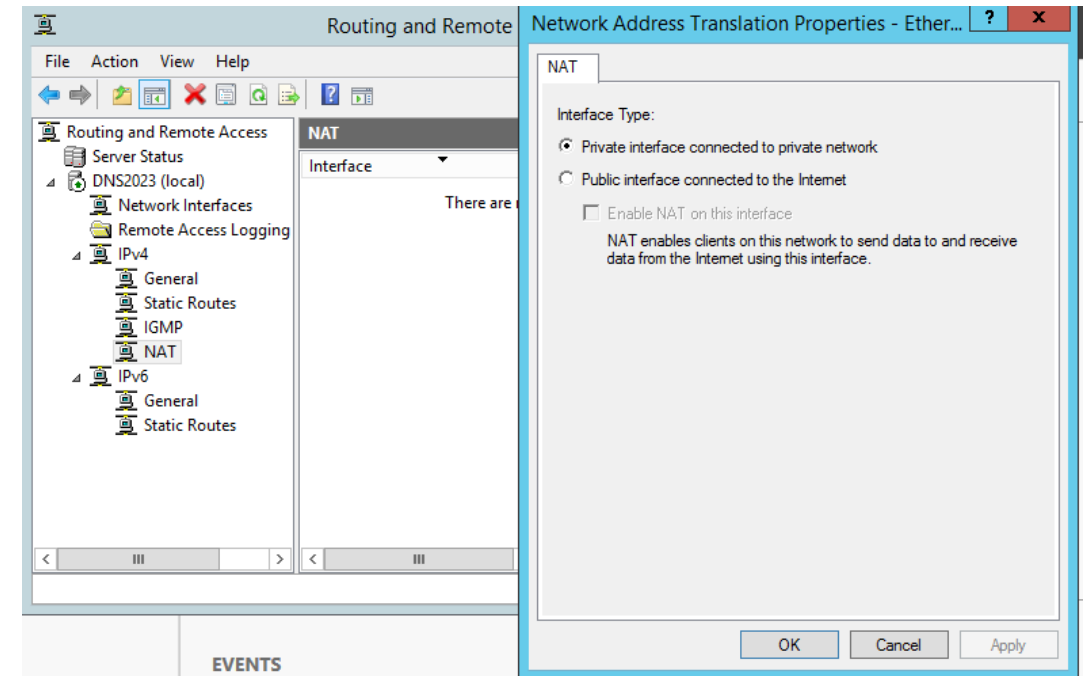 Routing and Remote
File Action View Help
Routing and Remote Access
Server Status
DNS2023 (local)
Network Interfaces
Remote Access Logging
IPv4
General
Static Routes
IGMP
NAT
IPv6
General
Static Routes
NAT
Interface
There are
EVENTS
Network Address Translation Properties - Ether...
? x
NAT
Interface Type:
Private interface connected to private network
Public interface connected to the Internet
Enable NAT on this interface
NAT enables clients on this network to send data to and receive
data from the Internet using this interface.
OK Cancel Apply